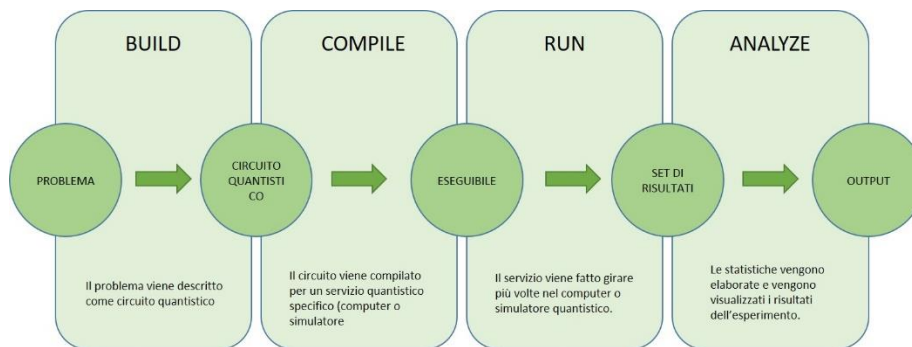 BUILD
COMPILE
RUN
ANALYZE
PROBLEMA
CIRCUITO
QUANTISTI
CO
ESEGUIBILE
SET DI
RISULTATI
OUTPUT
Il problema viene descritto
come circuito quantistico
Il circuito viene compilato
per un servizio quantistico
specifico (computer o
simulatore
Il servizio viene fatto girare
più volte nel computer o
simulatore quantistico.
Le statistiche vengono
elaborate e vengono
visualizzati i risultati
dell'esperimento.